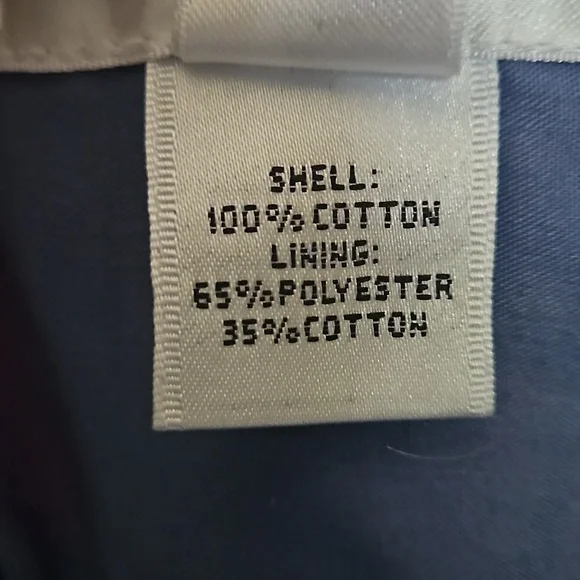 SHELL:
100% COTTON
LINING:
65% POLYESTER
35% COTTON